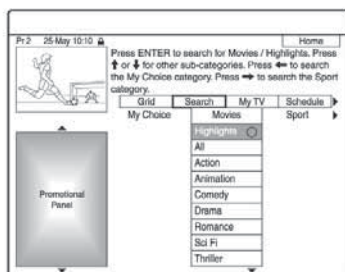 Pr 2 25-May 10:10
Home
Press ENTER to search for Movies / Highlights. Press
↑ or ↓ for other sub-categories. Press ← to search
the My Choice category. Press → to search the Sport
category.
Grid Search My TV Schedule
My Choice Movies Sport
Highlights
All
Action
Animation
Comedy
Drama
Romance
Sci Fi
Thriller
Promotional
Panel